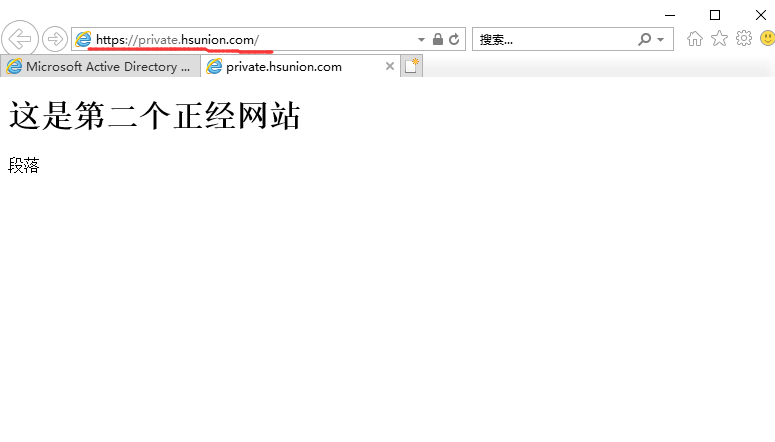 https://private.hsunion.com/
搜索...
Microsoft Active Directory ...
private.hsunion.com
这是第二个正经网站
段落